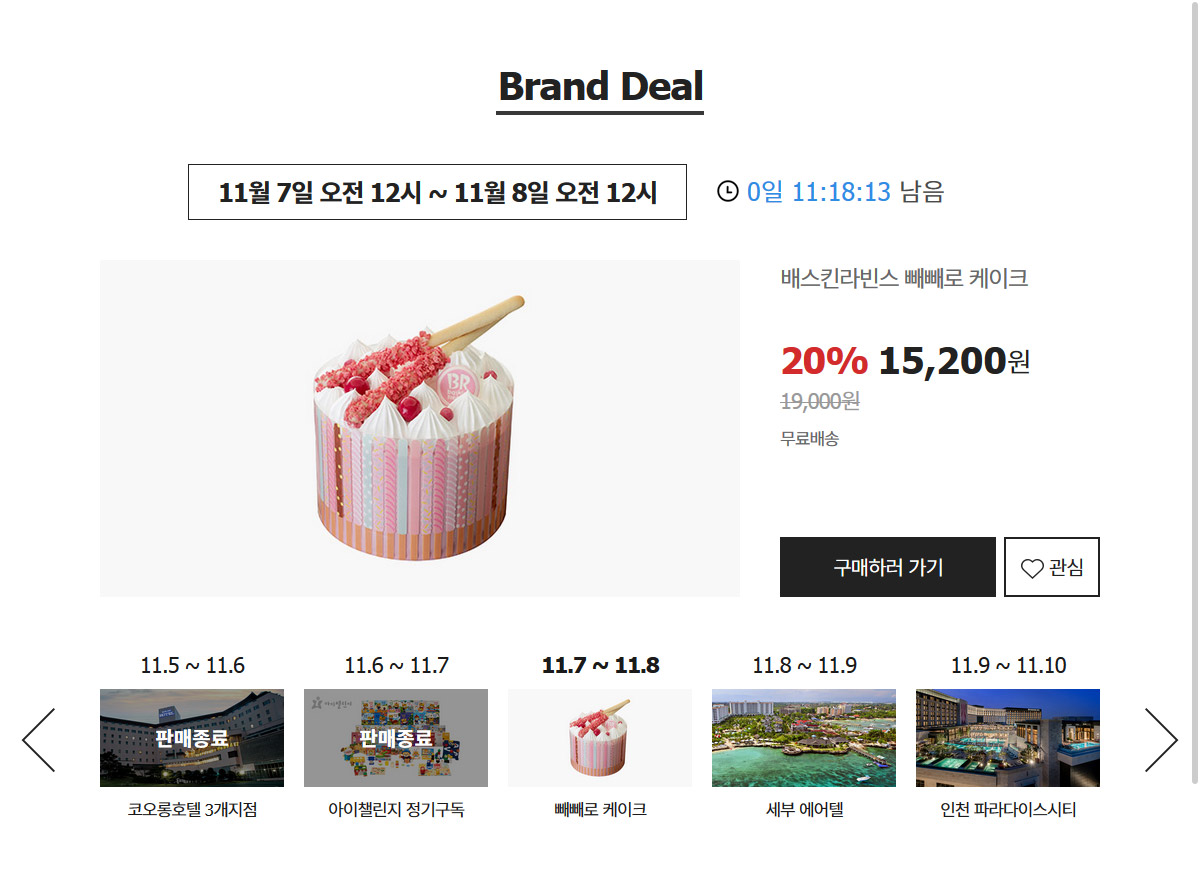 Brand Deal
11월 7일 오전 12시 ~ 11월 8일 오전 12시
0일 11:18:13 남음
배스킨라빈스 빼빼로 케이크
20% 15,200원
19,000원
무료배송
BR
구매하러 가기
관심
11.5 ~ 11.6
11.6 ~ 11.7
11.7 ~ 11.8
11.8 ~ 11.9
11.9 ~ 11.10
판매종료
아이챌린지
판매종료
코오롱호텔 3개지점
아이챌린지 정기구독
빼빼로 케이크
세부 에어텔
인천 파라다이스시티